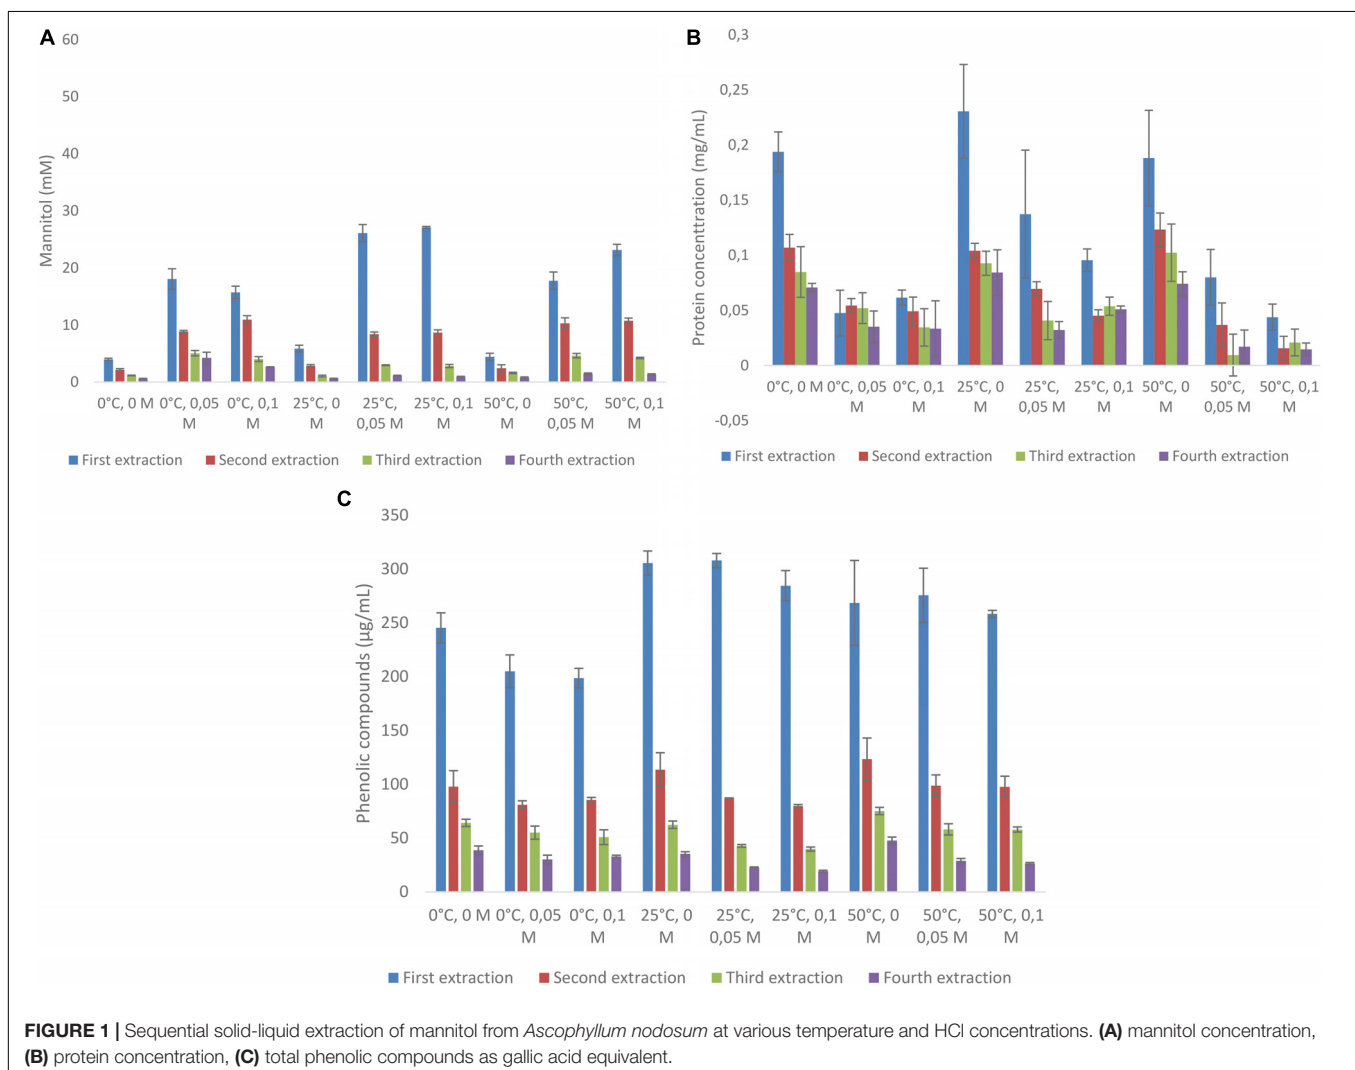 A
60
50
40
30
20
10
0
Mannitol (mM)
0°C, 0 M 0°C, 0,05 0°C, 0,1 25°C, 0 25°C, 25°C, 0,1 50°C, 0 50°C, 50°C, 0,1
M M M 0,05 M M M 0,05 M M
First extraction Second extraction Third extraction Fourth extraction
B
0,3
0,25
0,2
0,15
0,1
0,05
0
-0,05
Protein concenttration (mg/mL)
0°C, 0 M 0°C, 0,05 0°C, 0,1 25°C, 0 25°C, 25°C, 0,1 50°C, 0 50°C, 50°C, 0,1
M M M 0,05 M M M 0,05 M M
First extraction Second extraction Third extraction Fourth extraction
C
350
300
250
200
150
100
50
0
Phenolic compounds (µg/mL)
0°C, 0 M 0°C, 0,05 0°C, 0,1 25°C, 0 25°C, 25°C, 0,1 50°C, 0 50°C, 50°C, 0,1
M M M 0,05 M M M 0,05 M M
First extraction Second extraction Third extraction Fourth extraction
FIGURE 1 | Sequential solid-liquid extraction of mannitol from Ascophyllum nodosum at various temperature and HCl concentrations. (A) mannitol concentration,
(B) protein concentration, (C) total phenolic compounds as gallic acid equivalent.